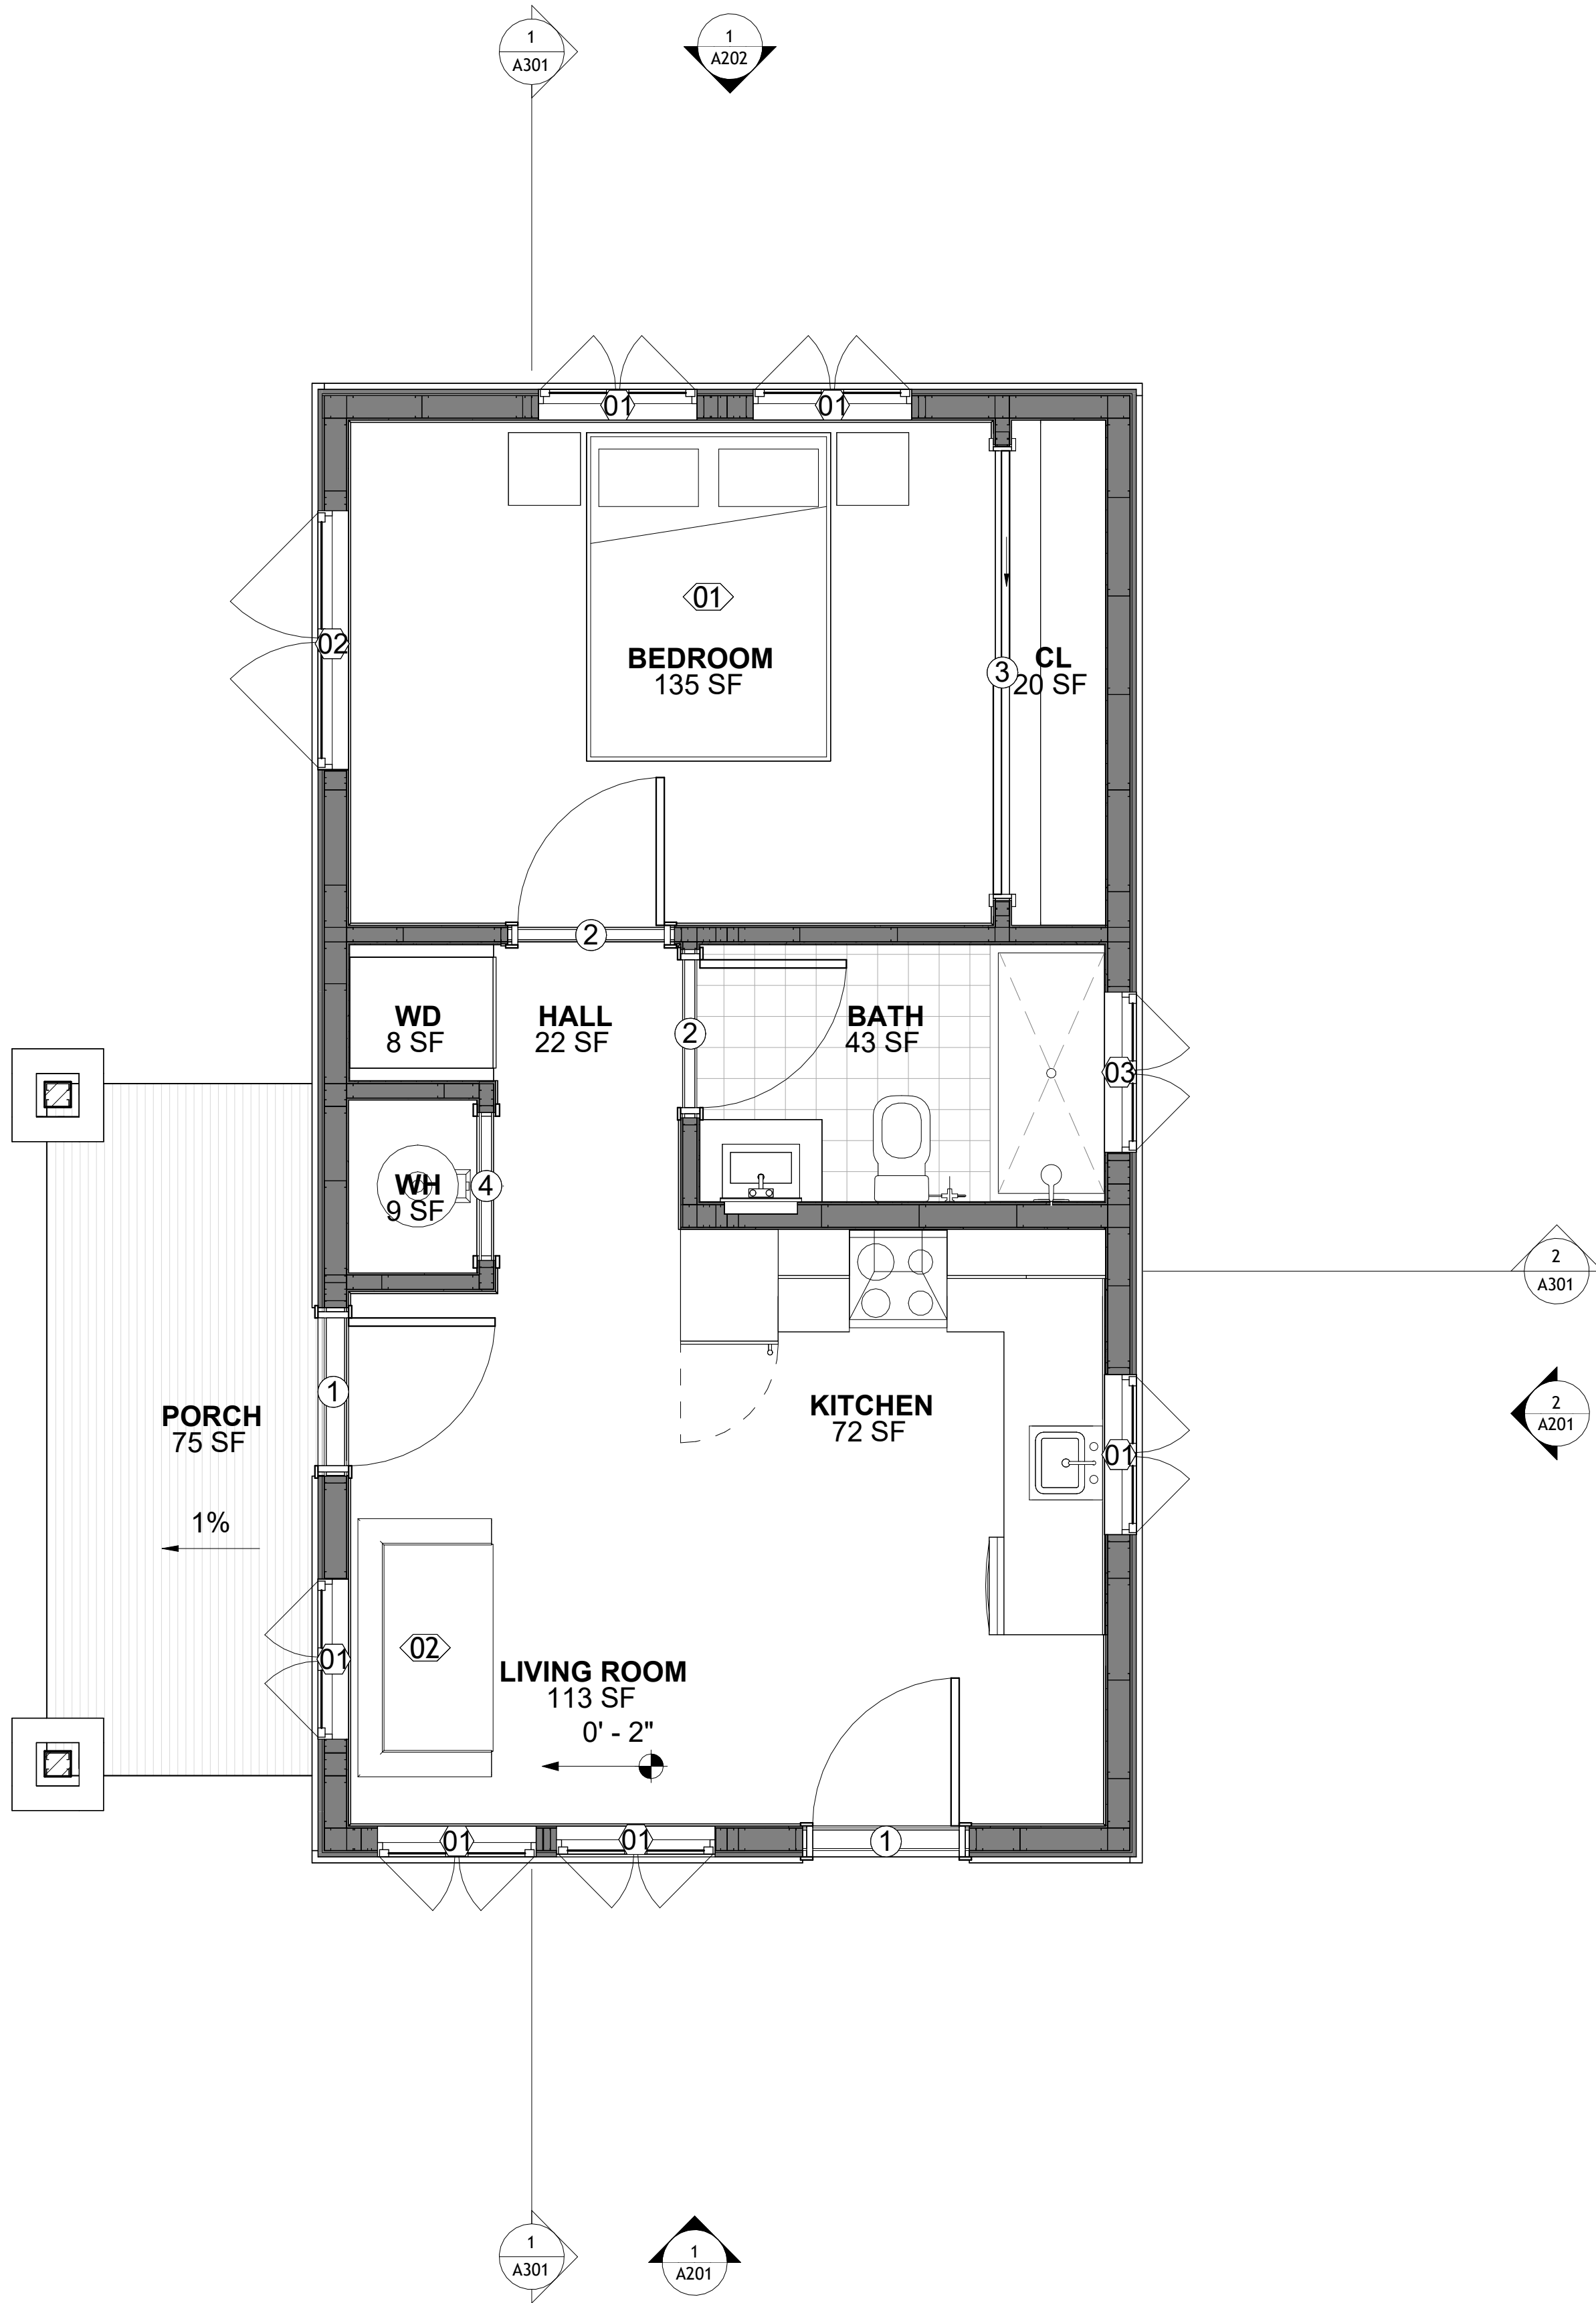 1
A301
1
A202
01
01
01
BEDROOM
135 SF
02
3
CL
20 SF
2
WD
8 SF
HALL
22 SF
2
BATH
43 SF
03
WH
9 SF
4
2
A301
1
PORCH
75 SF
KITCHEN
72 SF
2
A201
01
1%
02
01
LIVING ROOM
113 SF
0' - 2"
01
01
1
1
A301
1
A201